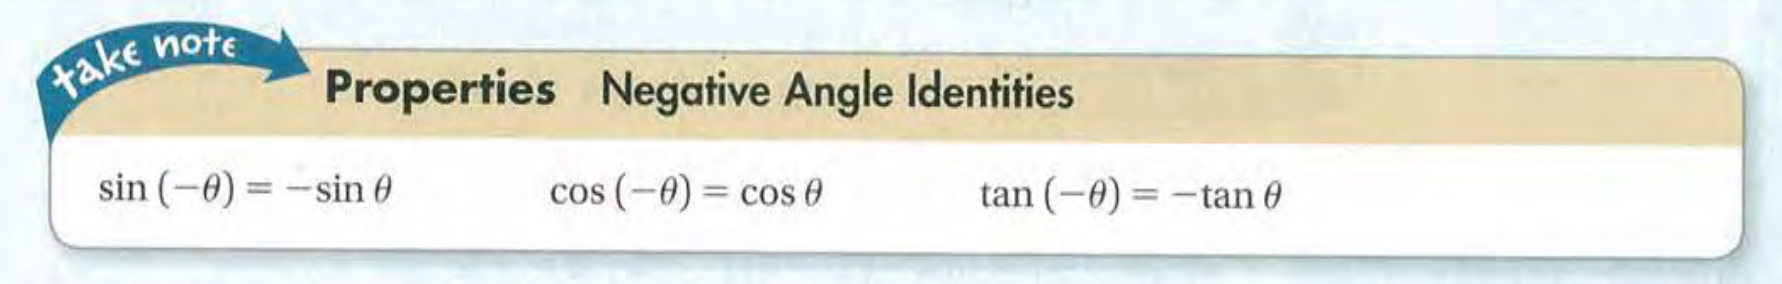 take note
Properties Negative Angle Identities
sin (−θ) = −sin θ cos (−θ) = cos θ tan (−θ) = −tan θ